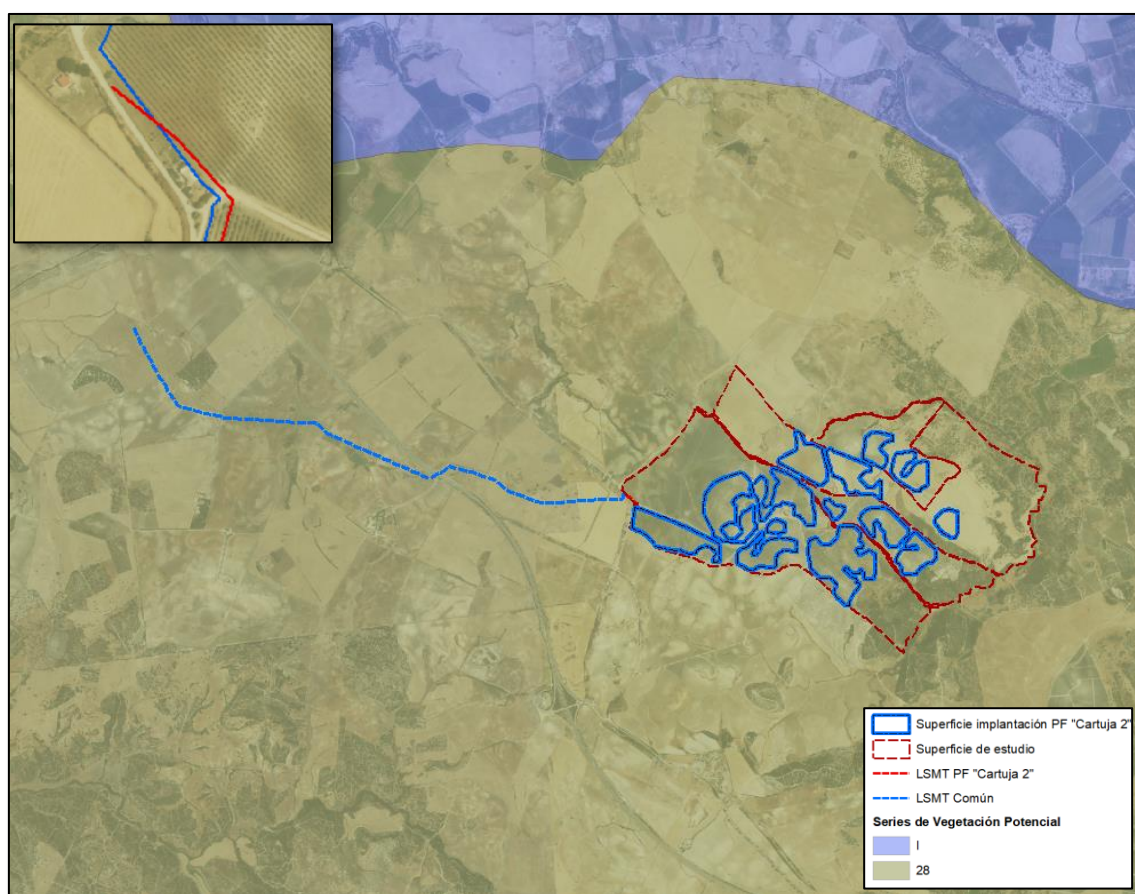 Superficie implantación PF "Cartuja 2"
Superficie de estudio
LSMT PF "Cartuja 2"
LSMT Común
Series de Vegetación Potencial
I
28